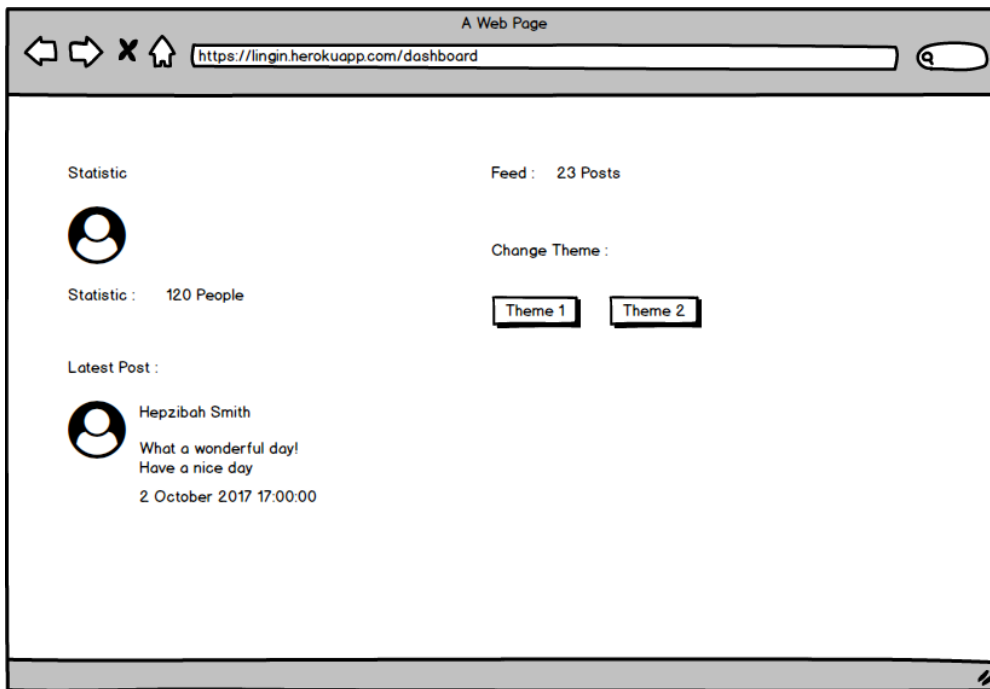 A Web Page
https://lingin.herokuapp.com/dashboard
Statistic
Feed : 23 Posts
Change Theme :
Statistic : 120 People
Theme 1
Theme 2
Latest Post :
Hepzibah Smith
What a wonderful day!
Have a nice day
2 October 2017 17:00:00